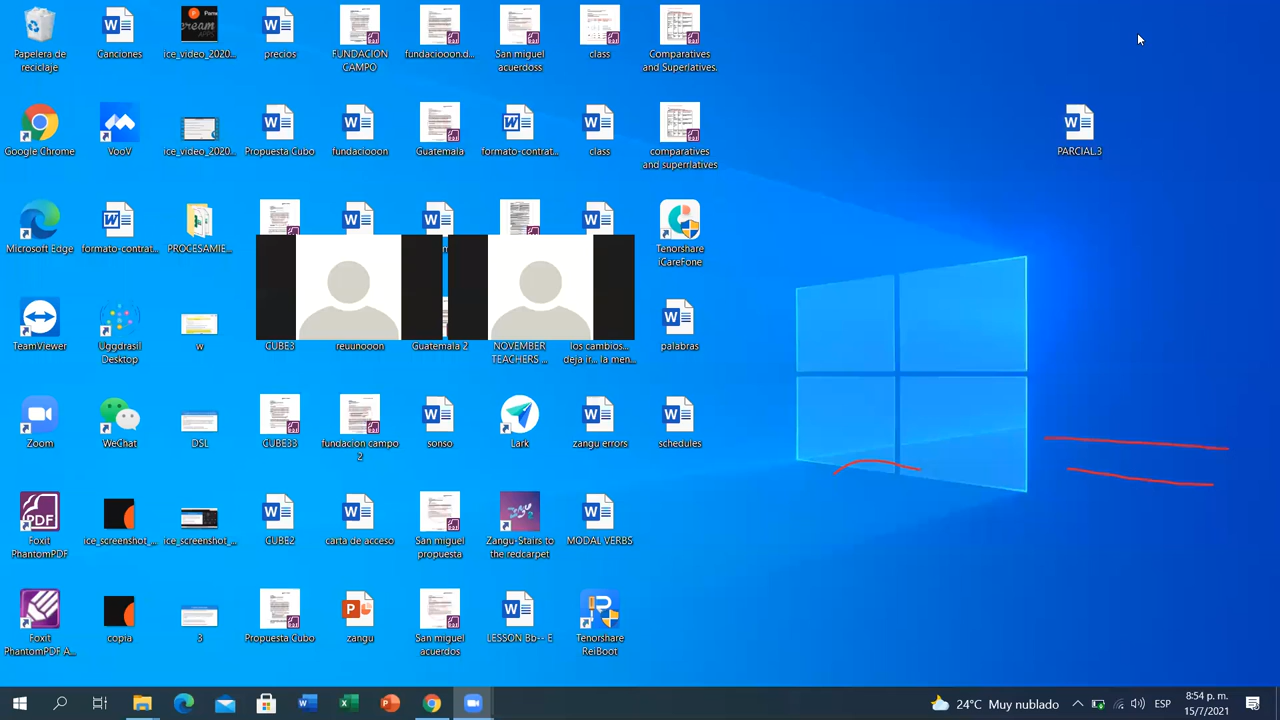 Papelera de
reciclaje
Canciones
ice_video_2020...
precios
FUNDACION
CAMPO
fundaciooon.d...
San miguel
acuerdoss
class
Comparatives
and Superlatives.
Google Chrome
VooV
ice_video_2020...
Propuesta Cubo
fundaciooon
Guatemala
formato-contrat...
class
comparatives
and superrlatives
PARCIAL.3
Microsoft Edge
formato-contrat...
PROCESAMIE...
Tenorshare
iCareFone
TeamViewer
Uggdrasil
Desktop
w
CUBE3
reuunooon
Guatemala 2
NOVEMBER
TEACHERS ...
los cambios...
deja ir... la men...
palabras
Zoom
WeChat
DSL
CUBE33
fundacion campo
2
sonso
Lark
zangu errors
schedules
Foxit
PhantomPDF
ice_screenshot_...
ice_screenshot_...
CUBE2
carta de acceso
San miguel
propuesta
Zangu-Stairs to
the redcarpet
MODAL VERBS
Foxit
PhantomPDF A...
copia
3
Propuesta Cubo
zangu
San miguel
acuerdos
LESSON Bb-- E
Tenorshare
ReiBoot
24°C Muy nublado
ESP
8:54 p. m.
15/7/2021